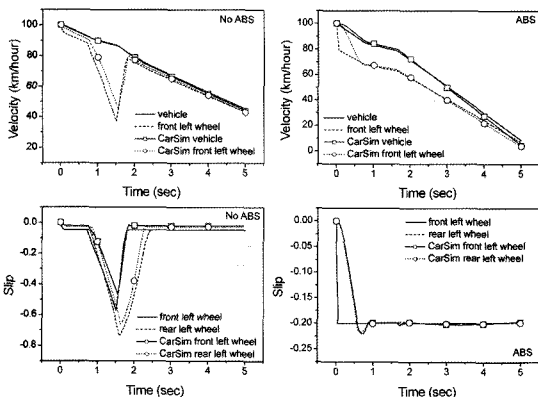 No ABS
Velocity (km/hour)
100
80
60
40
20
0 1 2 3 4 5
Time (sec)
vehicle
front left wheel
CarSim vehicle
CarSim front left wheel
ABS
Velocity (km/hour)
100
80
60
40
20
0
0 1 2 3 4 5
Time (sec)
vehicle
front left wheel
CarSim vehicle
CarSim front left wheel
No ABS
Slip
0.0
-0.2
-0.4
-0.6
-0.8
0 1 2 3 4 5
Time (sec)
front left wheel
rear left wheel
CarSim front left wheel
CarSim rear left wheel
Slip
0.00
-0.05
-0.10
-0.15
-0.20
-0.25
0 1 2 3 4 5
Time (sec)
front left wheel
rear left wheel
CarSim front left wheel
CarSim rear left wheel
ABS